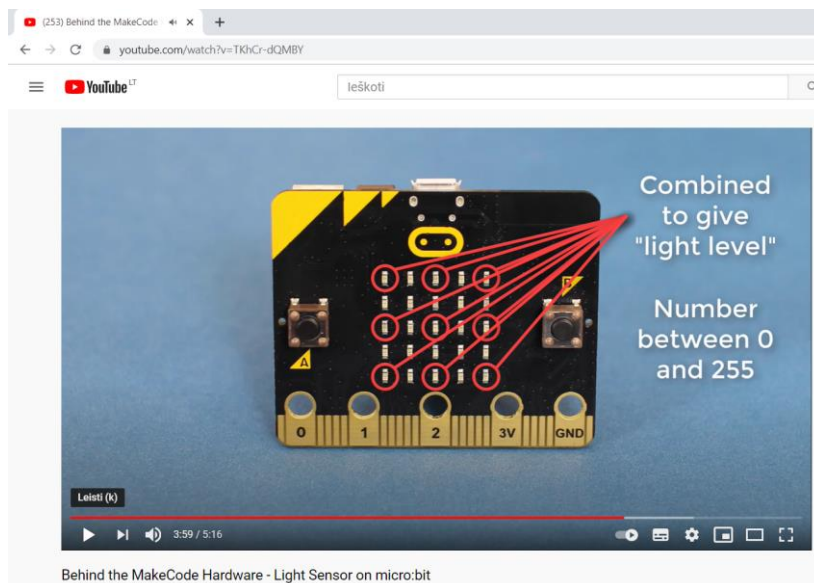 (253) Behind the MakeCode
youtube.com/watch?v=TKhCr-dQMBY
YouTube LT
Ieškoti
Combined
to give
"light level"
Number
between 0
and 255
B
A
0 1 2 3V GND
Leisti (k)
3:59 / 5:16
Behind the MakeCode Hardware - Light Sensor on micro:bit